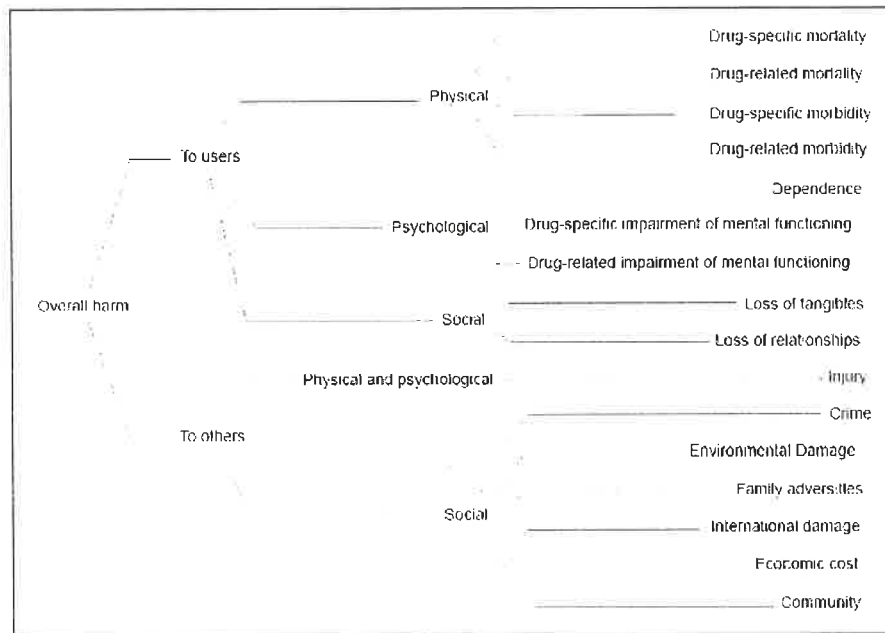 Drug-specific mortality
Drug-related mortality
Physical
Drug-specific morbidity
Drug-related morbidity
To users
Dependence
Psychological
Drug-specific impairment of mental functioning
Drug-related impairment of mental functioning
Overall harm
Loss of tangibles
Social
Loss of relationships
Physical and psychological
Injury
Crime
To others
Environmental Damage
Family adversities
Social
International damage
Economic cost
Community